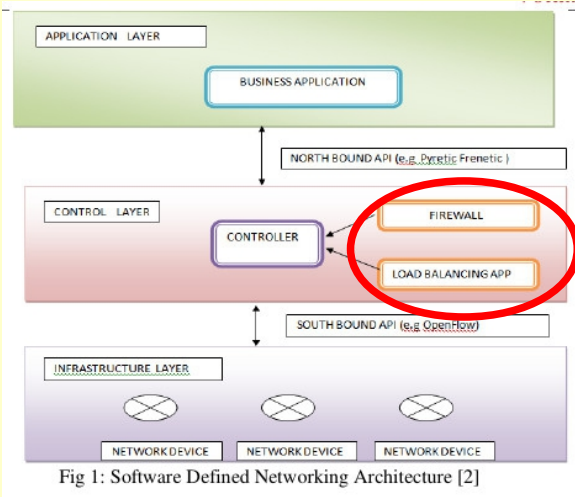 APPLICATION LAYER
BUSINESS APPLICATION
NORTH BOUND API (e.g. Pyretic Frenetic )
CONTROL LAYER
FIREWALL
CONTROLLER
LOAD BALANCING APP
SOUTH BOUND API (e.g OpenFlow)
INFRASTRUCTURE LAYER
NETWORK DEVICE NETWORK DEVICE NETWORK DEVICE
Fig 1: Software Defined Networking Architecture [2]